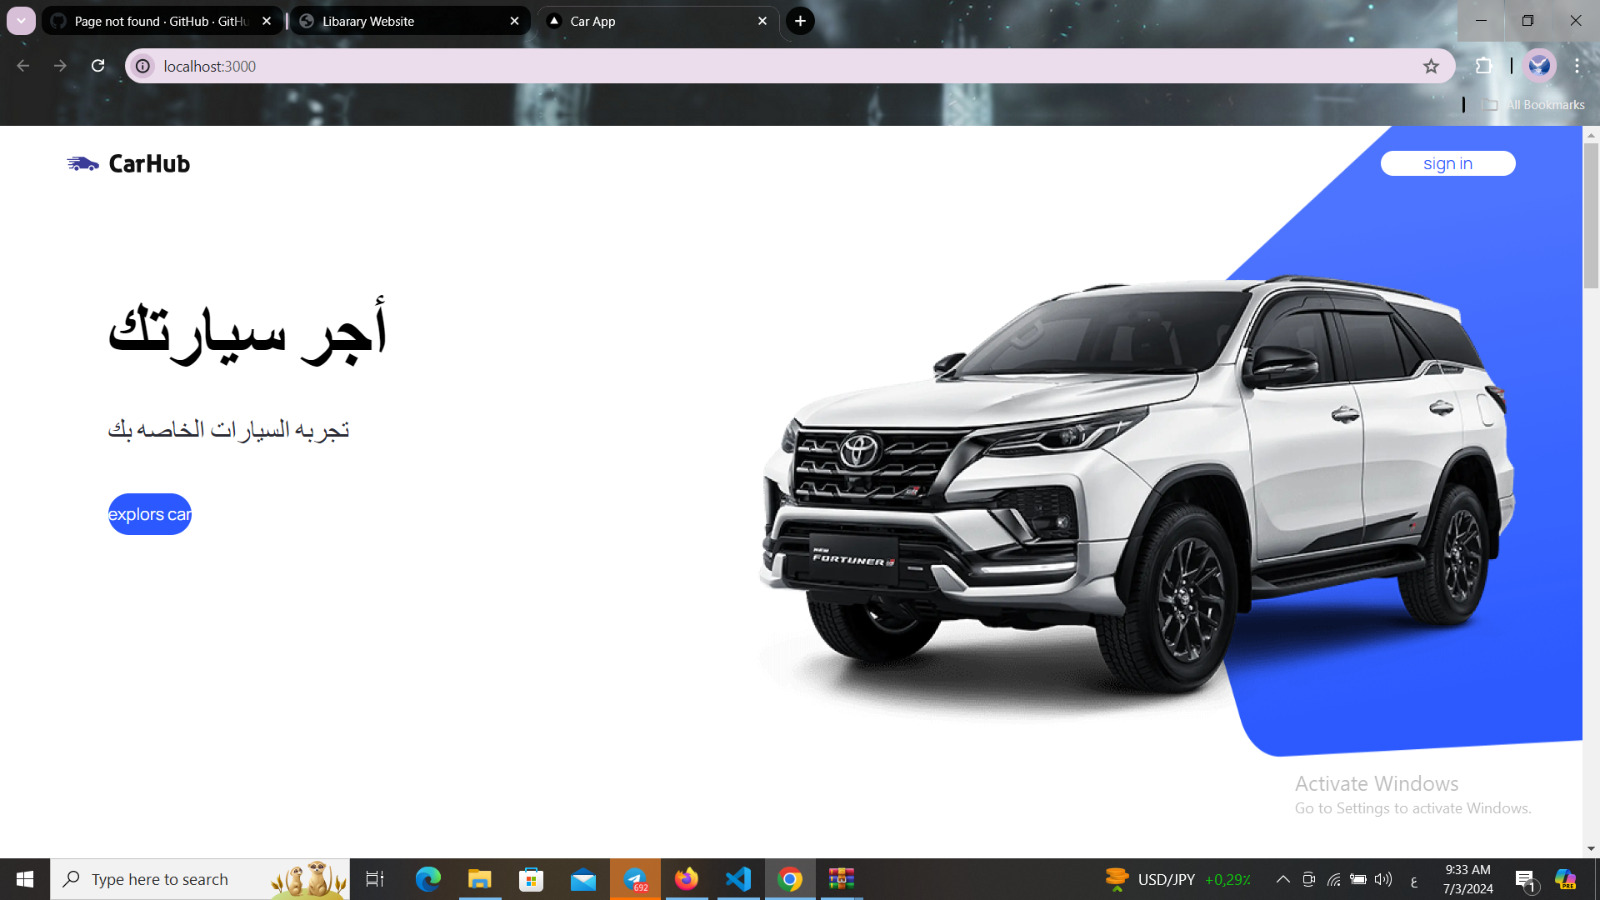 Page not found · GitHub · GitHu
Libarary Website
Car App
localhost:3000
All Bookmarks
CarHub
sign in
أجر سيارتك
تجربه السيارات الخاصه بك
explors car
NEW
FORTUNER
Activate Windows
Go to Settings to activate Windows.
Type here to search
692
USD/JPY +0,29%
ع
9:33 AM
7/3/2024
1
PRE